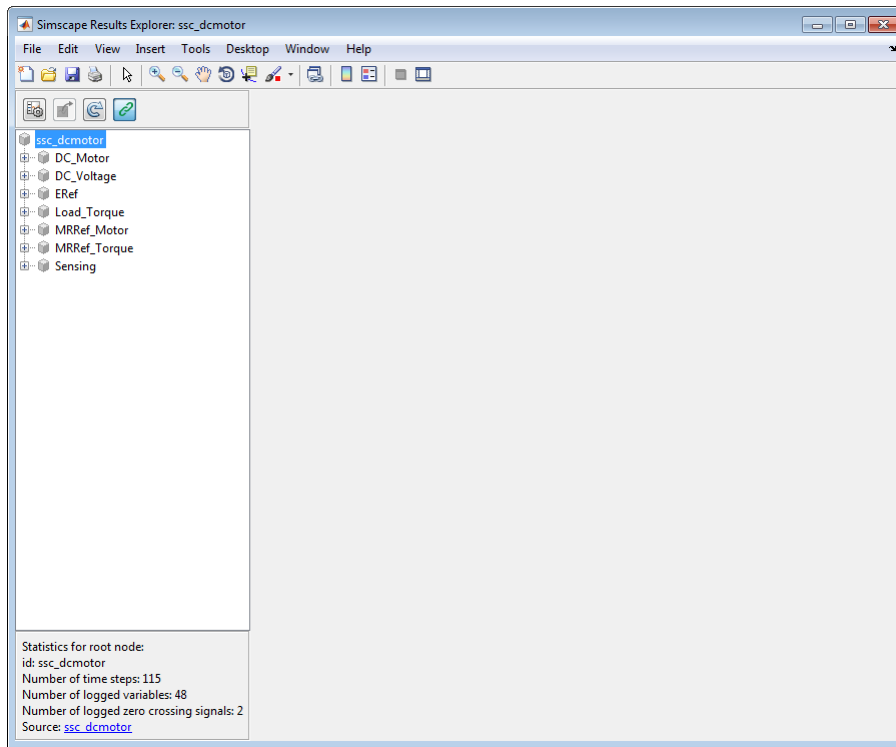 Simscape Results Explorer: ssc_dcmotor
File Edit View Insert Tools Desktop Window Help
ssc_dcmotor
DC_Motor
DC_Voltage
ERef
Load_Torque
MRRef_Motor
MRRef_Torque
Sensing
Statistics for root node:
id: ssc_dcmotor
Number of time steps: 115
Number of logged variables: 48
Number of logged zero crossing signals: 2
Source: ssc_dcmotor